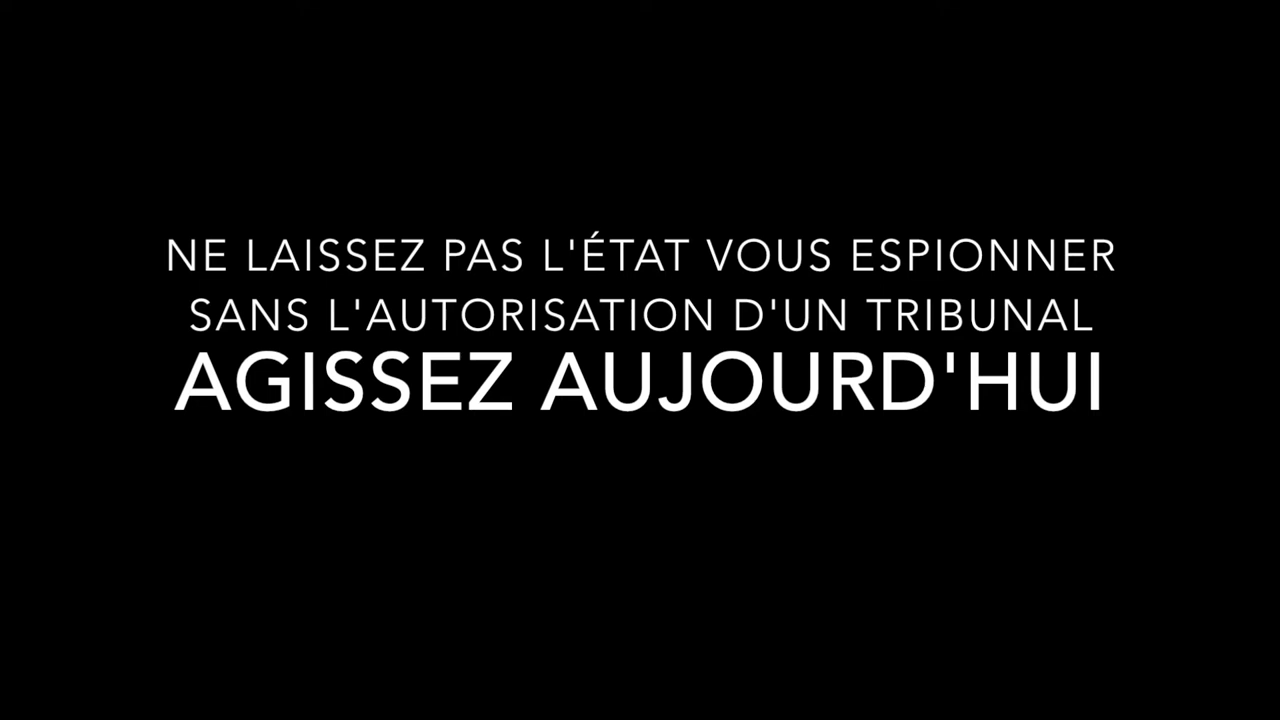 NE LAISSEZ PAS L'ÉTAT VOUS ESPIONNER
SANS L'AUTORISATION D'UN TRIBUNAL
AGISSEZ AUJOURD'HUI